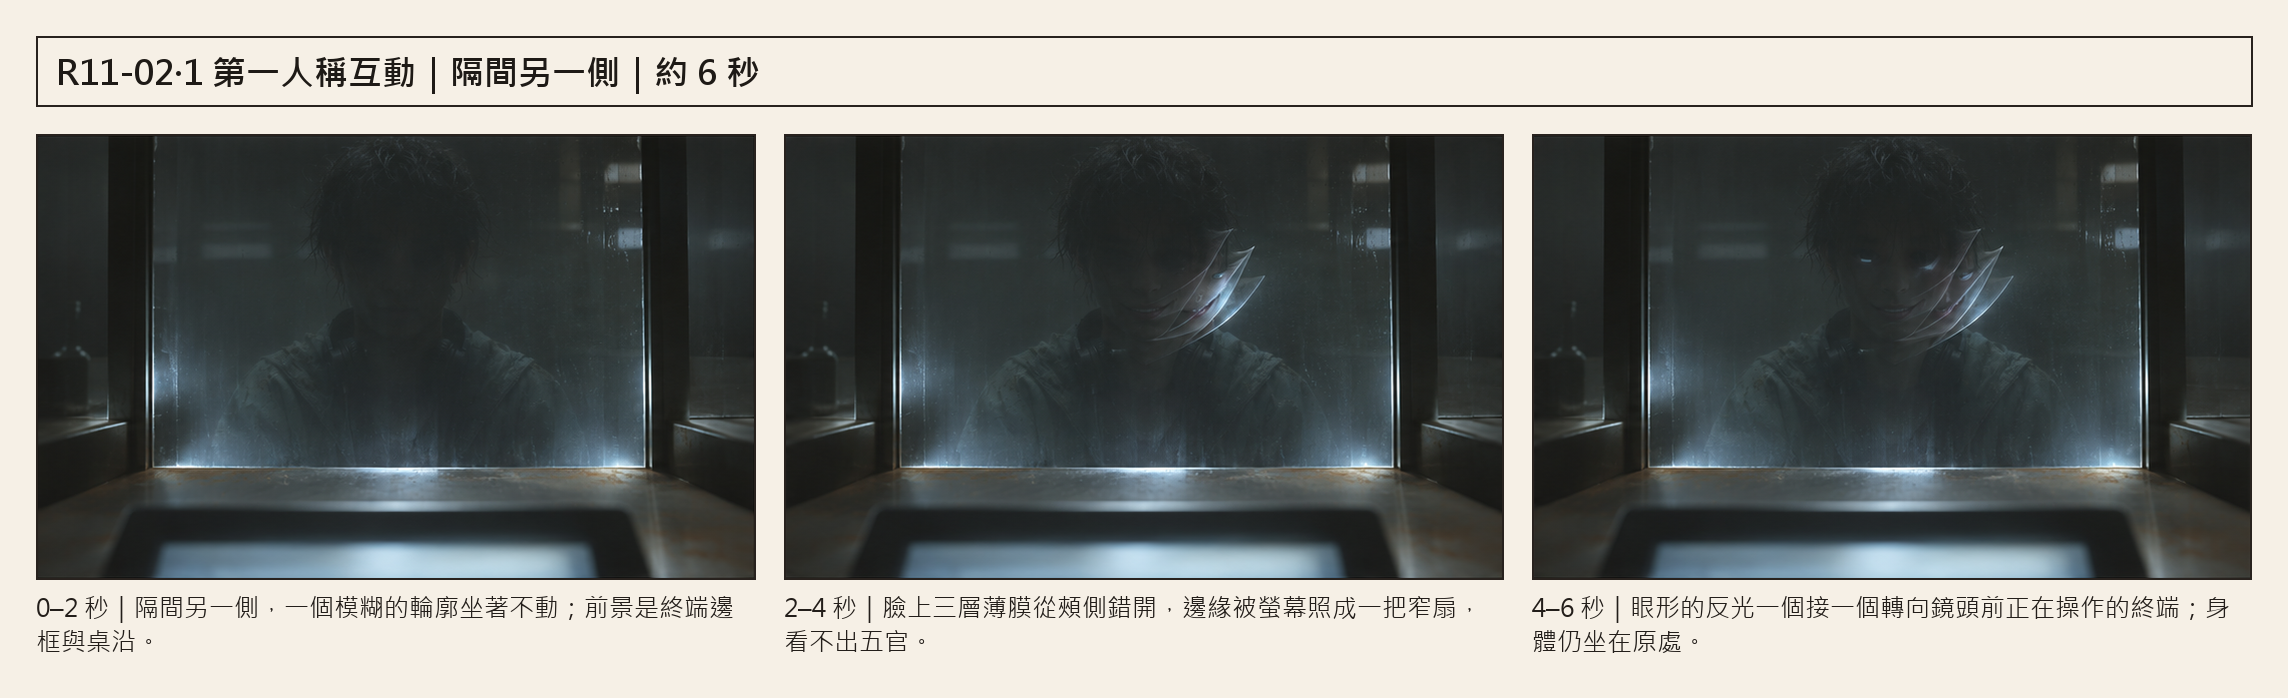 R11-02·1 第一人稱互動｜隔間另一側｜約 6 秒
0–2 秒｜隔間另一側，一個模糊的輪廓坐著不動；前景是終端邊
框與桌沿。
2–4 秒｜臉上三層薄膜從頰側錯開，邊緣被螢幕照成一把窄扇，
看不出五官。
4–6 秒｜眼形的反光一個接一個轉向鏡頭前正在操作的終端；身
體仍坐在原處。